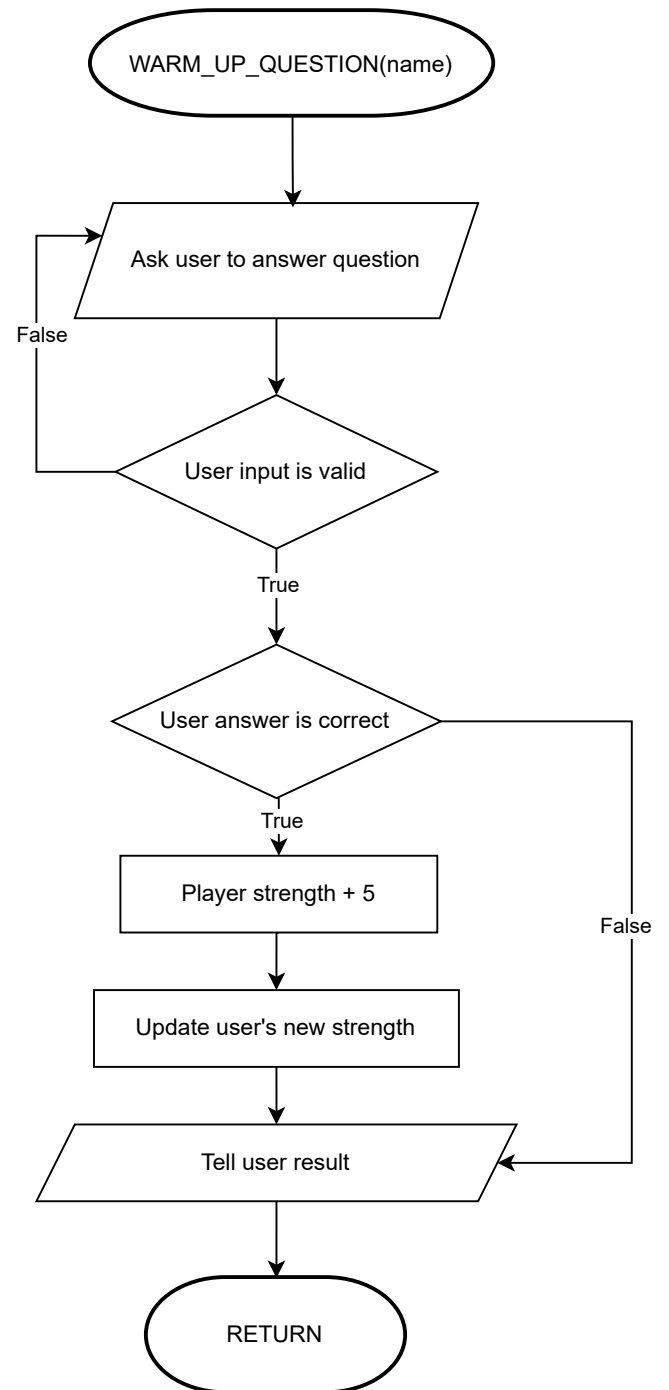 WARM_UP_QUESTION(name)
Ask user to answer question
False
User input is valid
True
User answer is correct
True
Player strength + 5
False
Update user's new strength
Tell user result
RETURN